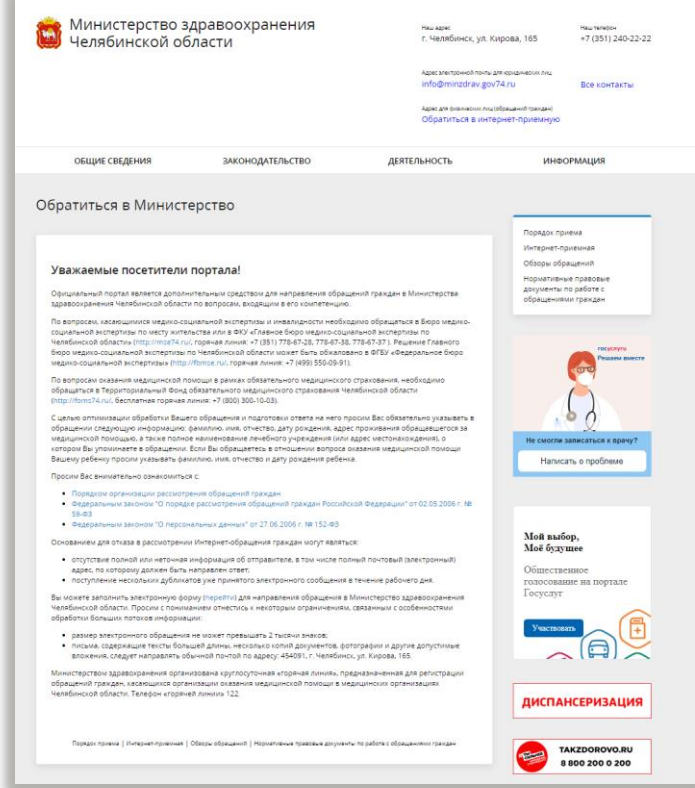 Министерство здравоохранения
Челябинской области
Наш адрес
г. Челябинск, ул. Кирова, 165
Наш телефон
+7 (351) 240-22-22
Адрес электронной почты для юридических лиц
info@minzdrav.gov74.ru
Все контакты
Адрес для физических лиц (обращений граждан)
Обратиться в интернет-приемную
ОБЩИЕ СВЕДЕНИЯ
ЗАКОНОДАТЕЛЬСТВО
ДЕЯТЕЛЬНОСТЬ
ИНФОРМАЦИЯ
Обратиться в Министерство
Уважаемые посетители портала!
Официальный портал является дополнительным средством для направления обращений граждан в Министерства
здравоохранения Челябинской области по вопросам, входящим в его компетенцию.
По вопросам, касающимися медико-социальной экспертизы и инвалидности необходимо обращаться в Бюро медико-
социальной экспертизы по месту жительства или в ФКУ «Главное бюро медико-социальной экспертизы по
Челябинской области» (http://mse74.ru/, горячая линия: +7 (351) 778-67-28, 778-67-38, 778-67-37 ). Решение Главного
бюро медико-социальной экспертизы по Челябинской области может быть обжаловано в ФГБУ «Федеральное бюро
медико-социальной экспертизы» (http://fbmse.ru/, горячая линия: +7 (499) 550-09-91).
По вопросам оказания медицинской помощи в рамках обязательного медицинского страхования, необходимо
обращаться в Территориальный Фонд обязательного медицинского страхования Челябинской области
(http://foms74.ru/, бесплатная горячая линия: +7 (800) 300-10-03).
С целью оптимизации обработки Вашего обращения и подготовки ответа на него просим Вас обязательно указывать в
обращении следующую информацию: фамилию, имя, отчество, дату рождения, адрес проживания обращавшегося за
медицинской помощью, а также полное наименование лечебного учреждения (или адрес местонахождения), о
котором Вы упоминаете в обращении. Если Вы обращаетесь в отношении вопроса оказания медицинской помощи
Вашему ребенку просим указывать фамилию, имя, отчество и дату рождения ребенка.
Просим Вас внимательно ознакомиться с:
• Порядком организации рассмотрения обращений граждан
• Федеральным законом "О порядке рассмотрения обращений граждан Российской Федерации" от 02.05.2006 г. №
59-ФЗ
• Федеральным законом "О персональных данных" от 27.06.2006 г. № 152-ФЗ
Основанием для отказа в рассмотрении Интернет-обращения граждан могут являться:
• отсутствие полной или неточная информация об отправителе, в том числе полный почтовый (электронный)
адрес, по которому должен быть направлен ответ;
• поступление нескольких дубликатов уже принятого электронного сообщения в течение рабочего дня.
Вы можете заполнить электронную форму (перейти) для направления обращения в Министерство здравоохранения
Челябинской области. Просим с пониманием отнестись к некоторым ограничениям, связанным с особенностями
обработки больших потоков информации:
• размер электронного обращения не может превышать 2 тысячи знаков;
• письма, содержащие тексты большей длины, несколько копий документов, фотографии и другие допустимые
вложения, следует направлять обычной почтой по адресу: 454091, г. Челябинск, ул. Кирова, 165.
Министерством здравоохранения организована круглосуточная «горячая линия», предназначенная для регистрации
обращений граждан, касающихся организации оказания медицинской помощи в медицинских организациях
Челябинской области. Телефон «горячей линии» 122
Порядок приема | Интернет-приемная | Обзоры обращений | Нормативные правовые документы по работе с обращениями граждан
Порядок приема
Интернет-приемная
Обзоры обращений
Нормативные правовые
документы по работе с
обращениями граждан
госуслуги
Решаем вместе
Не смогли записаться к врачу?
Написать о проблеме
Мой выбор,
Моё будущее
Общественное
голосование на портале
Госуслуг
Участвовать
ДИСПАНСЕРИЗАЦИЯ
TAKZDOROVO.RU
8 800 200 0 200